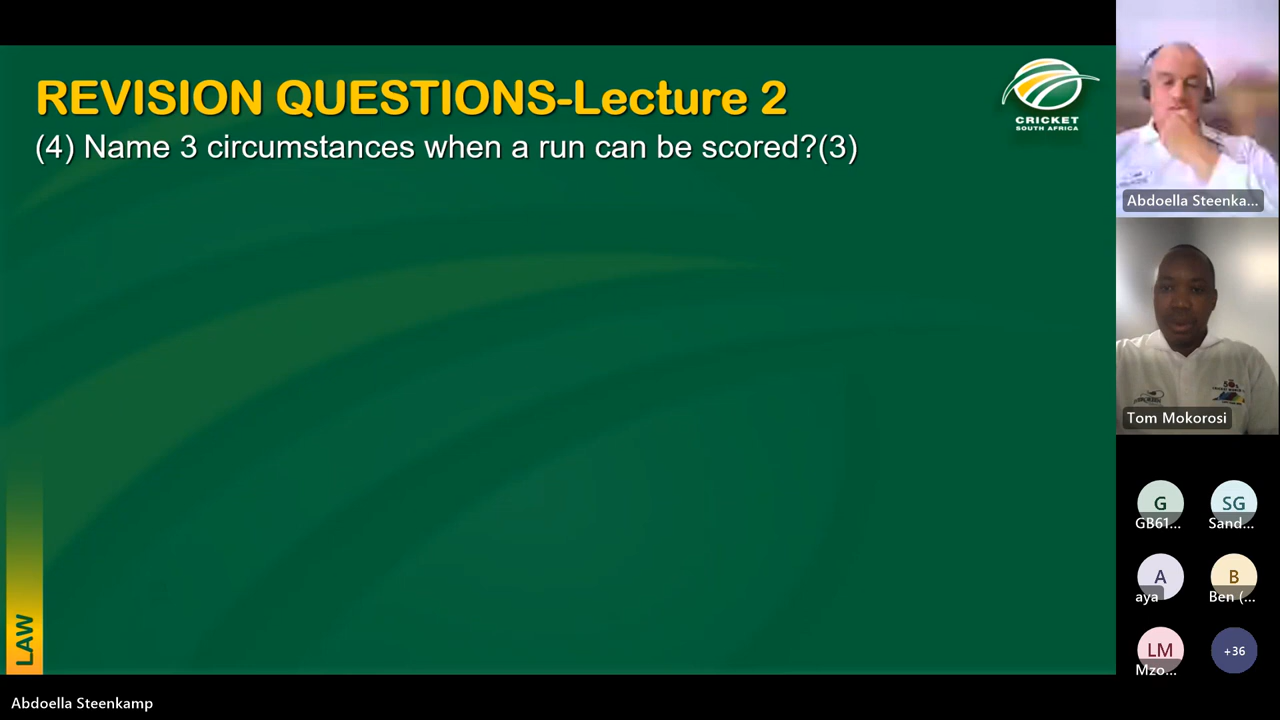 REVISION QUESTIONS-Lecture 2
(4) Name 3 circumstances when a run can be scored?(3)
CRICKET
SOUTH AFRICA
LAW
Abdoella Steenka...
Tom Mokorosi
G
GB61...
SG
Sand...
A
aya
B
Ben (...
LM
Mzo...
+36
Abdoella Steenkamp